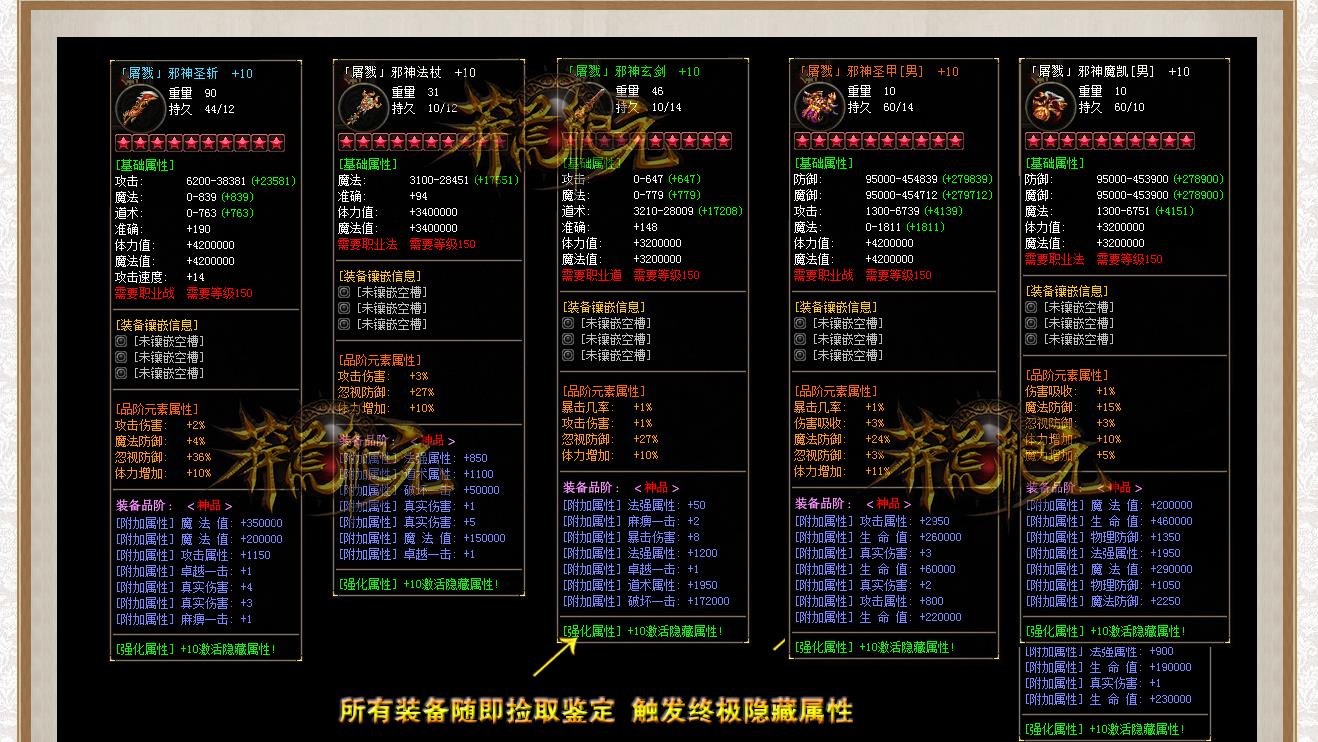 「屠戮」邪神圣斩 +10
重量 90
持久 44/12
[基础属性]
攻击: 6200-38381 (+23581)
魔法: 0-839 (+839)
道术: 0-763 (+763)
准确: +190
体力值: +4200000
魔法值: +4200000
攻击速度: +14
需要职业战 需要等级150
[装备镶嵌信息]
[未镶嵌空槽]
[未镶嵌空槽]
[未镶嵌空槽]
[品阶元素属性]
攻击伤害: +2%
魔法防御: +4%
忽视防御: +36%
体力增加: +10%
装备品阶: <神品>
[附加属性] 魔 法 值: +350000
[附加属性] 魔 法 值: +200000
[附加属性] 攻击属性: +1150
[附加属性] 卓越一击: +1
[附加属性] 真实伤害: +4
[附加属性] 真实伤害: +3
[附加属性] 麻痹一击: +1
[强化属性] +10激活隐藏属性!
「屠戮」邪神法杖 +10
重量 31
持久 10/12
[基础属性]
魔法: 3100-28451 (+17551)
准确: +94
体力值: +3400000
魔法值: +3400000
需要职业法 需要等级150
[装备镶嵌信息]
[未镶嵌空槽]
[未镶嵌空槽]
[未镶嵌空槽]
[品阶元素属性]
攻击伤害: +3%
忽视防御: +27%
体力增加: +10%
装备品阶: <神品>
[附加属性] 法强属性: +850
[附加属性] 道术属性: +1100
[附加属性] 破坏一击: +50000
[附加属性] 真实伤害: +1
[附加属性] 真实伤害: +5
[附加属性] 魔 法 值: +150000
[附加属性] 卓越一击: +1
[强化属性] +10激活隐藏属性!
「屠戮」邪神玄剑 +10
重量 46
持久 10/14
[基础属性]
攻击: 0-647 (+647)
魔法: 0-779 (+779)
道术: 3210-28009 (+17208)
准确: +148
体力值: +3200000
魔法值: +3200000
需要职业道 需要等级150
[装备镶嵌信息]
[未镶嵌空槽]
[未镶嵌空槽]
[未镶嵌空槽]
[品阶元素属性]
暴击几率: +1%
攻击伤害: +1%
忽视防御: +27%
体力增加: +10%
装备品阶: <神品>
[附加属性] 法强属性: +50
[附加属性] 麻痹一击: +2
[附加属性] 暴击伤害: +8
[附加属性] 法强属性: +1200
[附加属性] 卓越一击: +1
[附加属性] 道术属性: +1950
[附加属性] 破坏一击: +172000
[强化属性] +10激活隐藏属性!
「屠戮」邪神圣甲[男] +10
重量 10
持久 60/14
[基础属性]
防御: 95000-454839 (+279839)
魔御: 95000-454712 (+279712)
攻击: 1300-6739 (+4139)
魔法: 0-1811 (+1811)
体力值: +4200000
魔法值: +4200000
需要职业战 需要等级150
[装备镶嵌信息]
[未镶嵌空槽]
[未镶嵌空槽]
[未镶嵌空槽]
[品阶元素属性]
暴击几率: +1%
伤害吸收: +3%
魔法防御: +24%
忽视防御: +3%
体力增加: +11%
装备品阶: <神品>
[附加属性] 攻击属性: +2950
[附加属性] 生 命 值: +260000
[附加属性] 真实伤害: +3
[附加属性] 生 命 值: +60000
[附加属性] 真实伤害: +2
[附加属性] 攻击属性: +800
[附加属性] 生 命 值: +220000
[强化属性] +10激活隐藏属性!
「屠戮」邪神魔凯[男] +10
重量 10
持久 60/10
[基础属性]
防御: 95000-453900 (+278900)
魔御: 95000-453900 (+278900)
魔法: 1300-6751 (+4151)
体力值: +3200000
魔法值: +3200000
需要职业法 需要等级150
[装备镶嵌信息]
[未镶嵌空槽]
[未镶嵌空槽]
[未镶嵌空槽]
[品阶元素属性]
伤害吸收: +1%
魔法防御: +15%
忽视防御: +3%
体力增加: +10%
魔力增加: +5%
装备品阶: <神品>
[附加属性] 魔 法 值: +200000
[附加属性] 生 命 值: +460000
[附加属性] 物理防御: +1350
[附加属性] 法强属性: +1950
[附加属性] 魔 法 值: +290000
[附加属性] 物理防御: +1050
[附加属性] 魔法防御: +2250
[强化属性] +10激活隐藏属性!
[附加属性] 法强属性: +900
[附加属性] 生 命 值: +190000
[附加属性] 真实伤害: +1
[附加属性] 生 命 值: +230000
[强化属性] +10激活隐藏属性!
所有装备随即捡取鉴定 触发终极隐藏属性